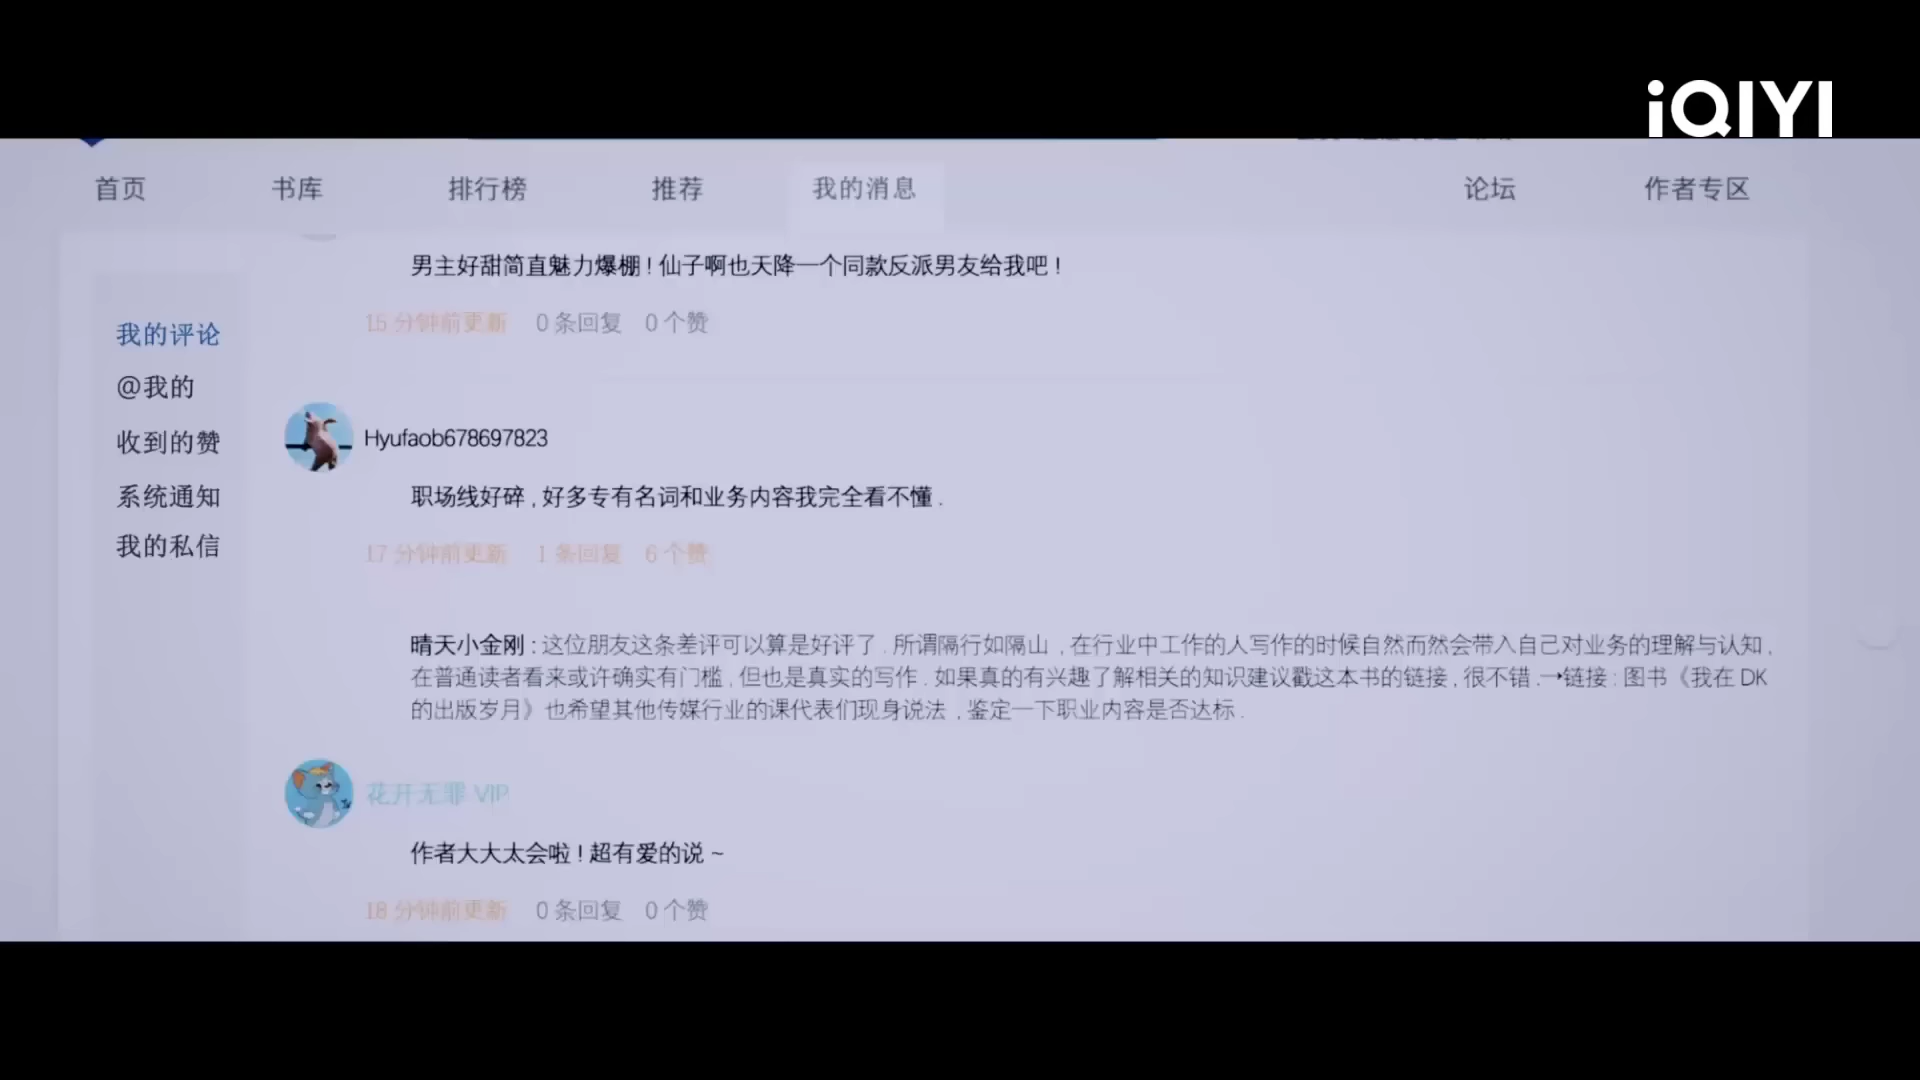 iQIYI
首页 书库 排行榜 推荐 我的消息 论坛 作者专区
男主好甜简直魅力爆棚！仙子啊也天降一个同款反派男友给我吧！
15 分钟前更新 0 条回复 0 个赞
我的评论
@我的
收到的赞
系统通知
我的私信
Hyufaob678697823
职场线好碎，好多专有名词和业务内容我完全看不懂．
17 分钟前更新 1 条回复 6 个赞
晴天小金刚：这位朋友这条差评可以算是好评了．所谓隔行如隔山，在行业中工作的人写作的时候自然而然会带入自己对业务的理解与认知，
在普通读者看来或许确实有门槛，但也是真实的写作．如果真的有兴趣了解相关的知识建议戳这本书的链接，很不错．→链接：图书《我在 DK
的出版岁月》也希望其他传媒行业的课代表们现身说法，鉴定一下职业内容是否达标．
花开无罪 VIP
作者大大太会啦！超有爱的说 ~
18 分钟前更新 0 条回复 0 个赞